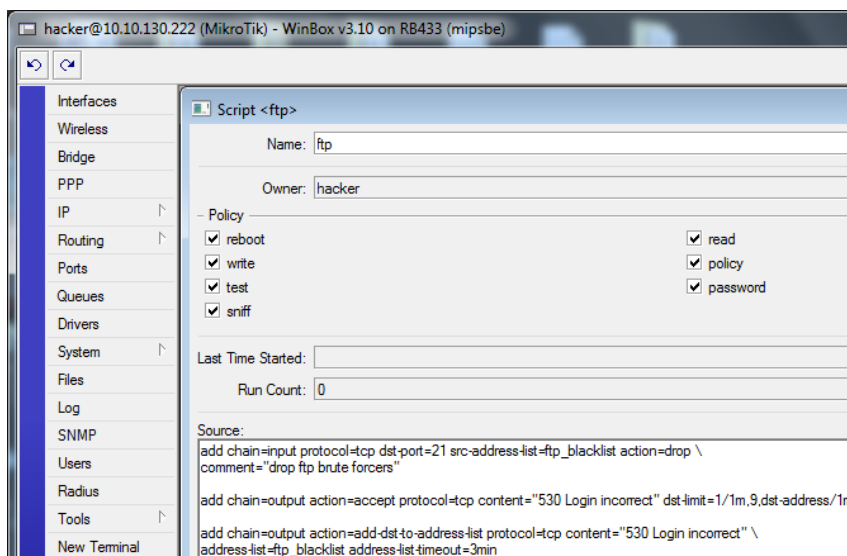 hacker@10.10.130.222 (MikroTik) - WinBox v3.10 on RB433 (mipsbe)
Interfaces
Wireless
Bridge
PPP
IP
Routing
Ports
Queues
Drivers
System
Files
Log
SNMP
Users
Radius
Tools
New Terminal
Script <ftp>
Name: ftp
Owner: hacker
Policy
reboot read
write policy
test password
sniff
Last Time Started:
Run Count: 0
Source:
add chain=input protocol=tcp dst-port=21 src-address-list=ftp_blacklist action=drop \
comment="drop ftp brute forcers"
add chain=output action=accept protocol=tcp content="530 Login incorrect" dst-limit=1/1m,9,dst-address/1m
add chain=output action=add-dst-to-address-list protocol=tcp content="530 Login incorrect" \
address-list=ftp_blacklist address-list-timeout=3min